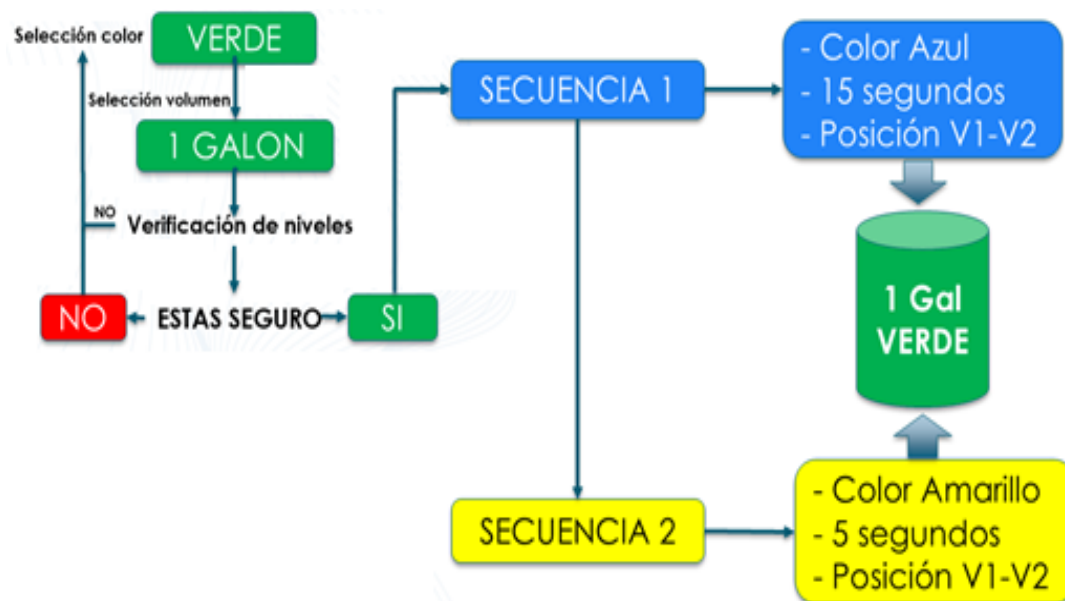 Selección color
VERDE
Selección volumen
1 GALON
NO
Verificación de niveles
NO
ESTAS SEGURO
SI
SECUENCIA 1
- Color Azul
- 15 segundos
- Posición V1-V2
1 Gal
VERDE
SECUENCIA 2
- Color Amarillo
- 5 segundos
- Posición V1-V2